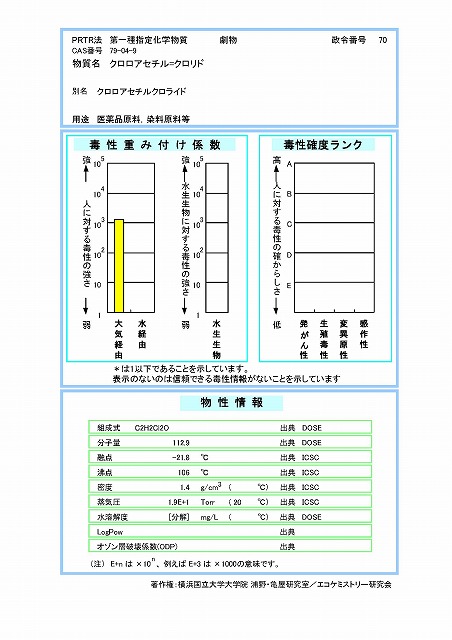 PRTR法 第一種指定化学物質 劇物 政令番号 70
CAS番号 79-04-9
物質名 クロロアセチル=クロリド
別名 クロロアセチルクロライド
用途 医薬品原料，染料原料等
毒性重み付け係数
強
人に対する毒性の強さ
弱
10^5
10^4
10^3
10^2
10
1
大気経由
水経由
強
水生生物に対する毒性の強さ
弱
10^5
10^4
10^3
10^2
10
1
水生生物
毒性確度ランク
高
人に対する毒性の確からしさ
低
A
B
C
D
E
発がん性
生殖毒性
変異原性
感作性
＊は1以下であることを示しています。
表示のないのは信頼できる毒性情報がないことを示しています
物性情報
組成式 C2H2Cl2O 出典 DOSE
分子量 112.9 出典 DOSE
融点 -21.8 ℃ 出典 ICSC
沸点 106 ℃ 出典 ICSC
密度 1.4 g/cm^3 ( ℃) 出典 ICSC
蒸気圧 1.9E+1 Torr (20 ℃) 出典 ICSC
水溶解度 [分解] mg/L ( ℃) 出典 DOSE
LogPow 出典
オゾン層破壊係数(ODP) 出典
(注) E+n は ×10^n、例えば E+3 は ×1000の意味です。
著作権：横浜国立大学大学院 浦野・亀屋研究室／エコケミストリー研究会